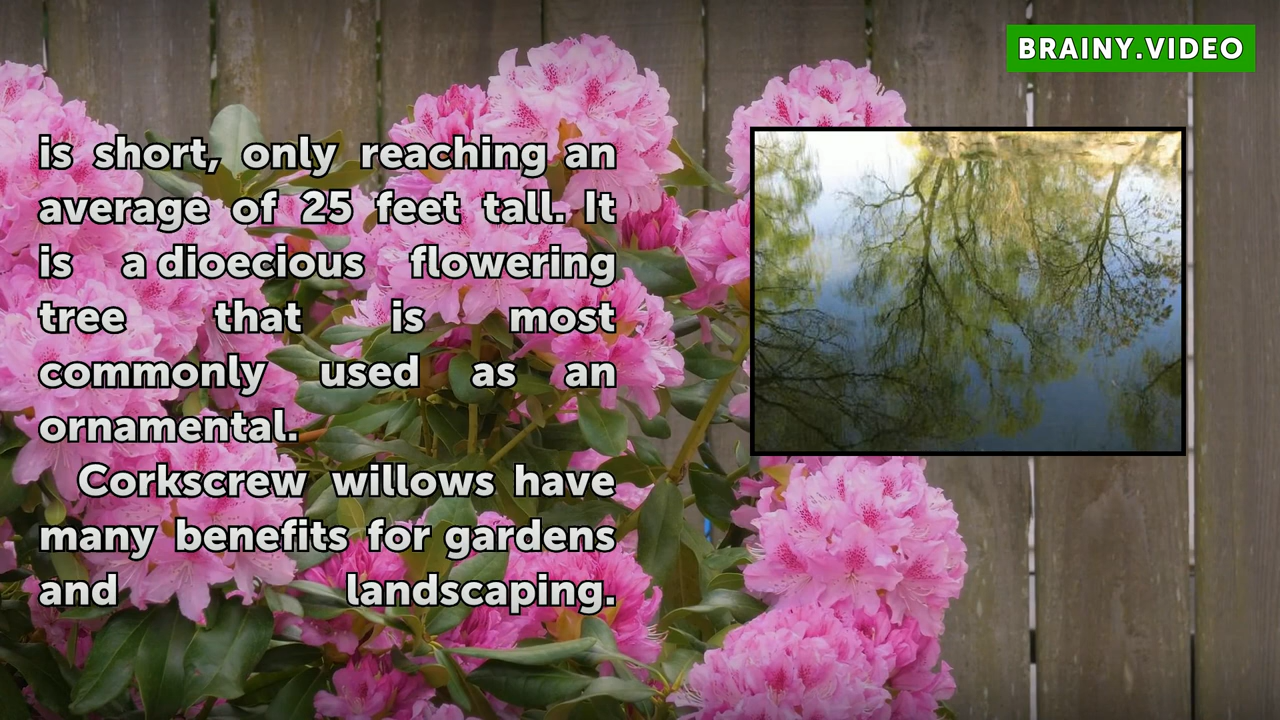 BRAINY.VIDEO
is short, only reaching an
average of 25 feet tall. It
is a dioecious flowering
tree that is most
commonly used as an
ornamental.
Corkscrew willows have
many benefits for gardens
and landscaping.